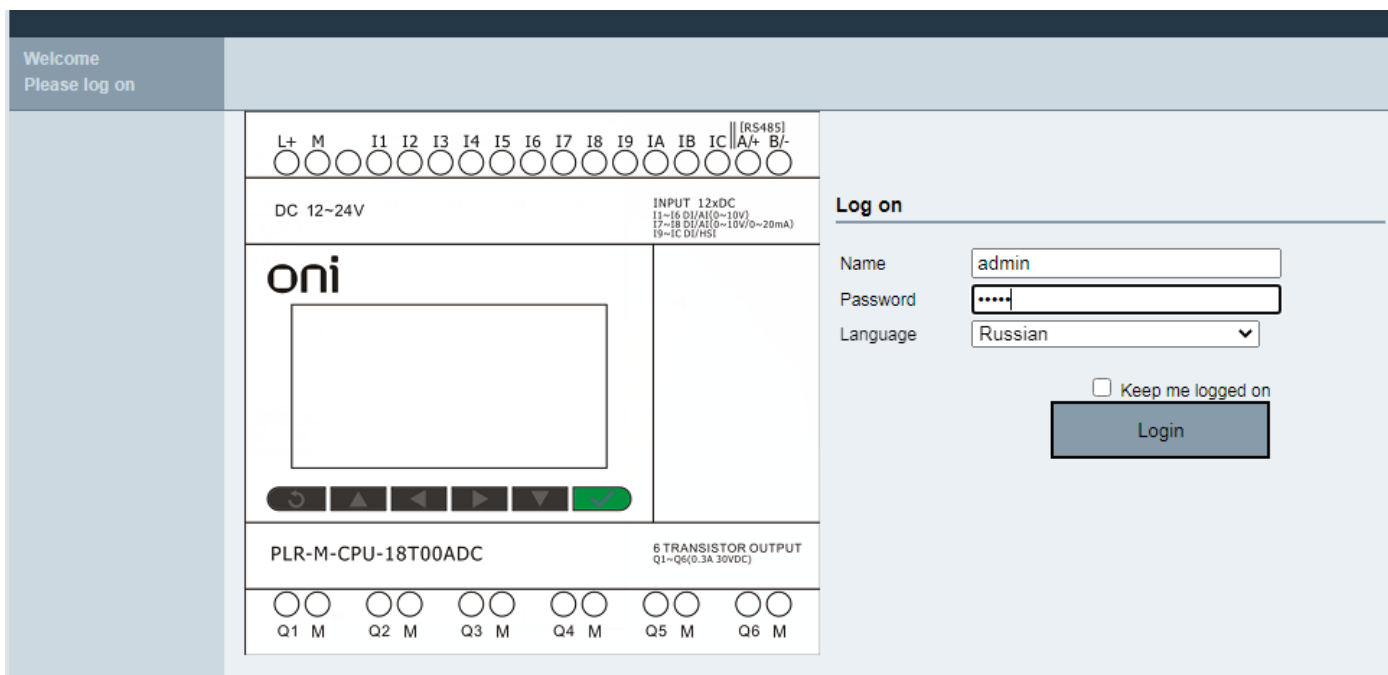 Welcome
Please log on
[RS485]
L+ M I1 I2 I3 I4 I5 I6 I7 I8 I9 IA IB IC A/+ B/-
DC 12~24V
INPUT 12xDC
I1~I6 DI/AI(0~10V)
I7~I8 DI/AI(0~10V/0~20mA)
I9~IC DI/HSI
oni
PLR-M-CPU-18T00ADC
6 TRANSISTOR OUTPUT
Q1~Q6(0.3A 30VDC)
Q1 M Q2 M Q3 M Q4 M Q5 M Q6 M
Log on
Name admin
Password •••••
Language Russian
Keep me logged on
Login